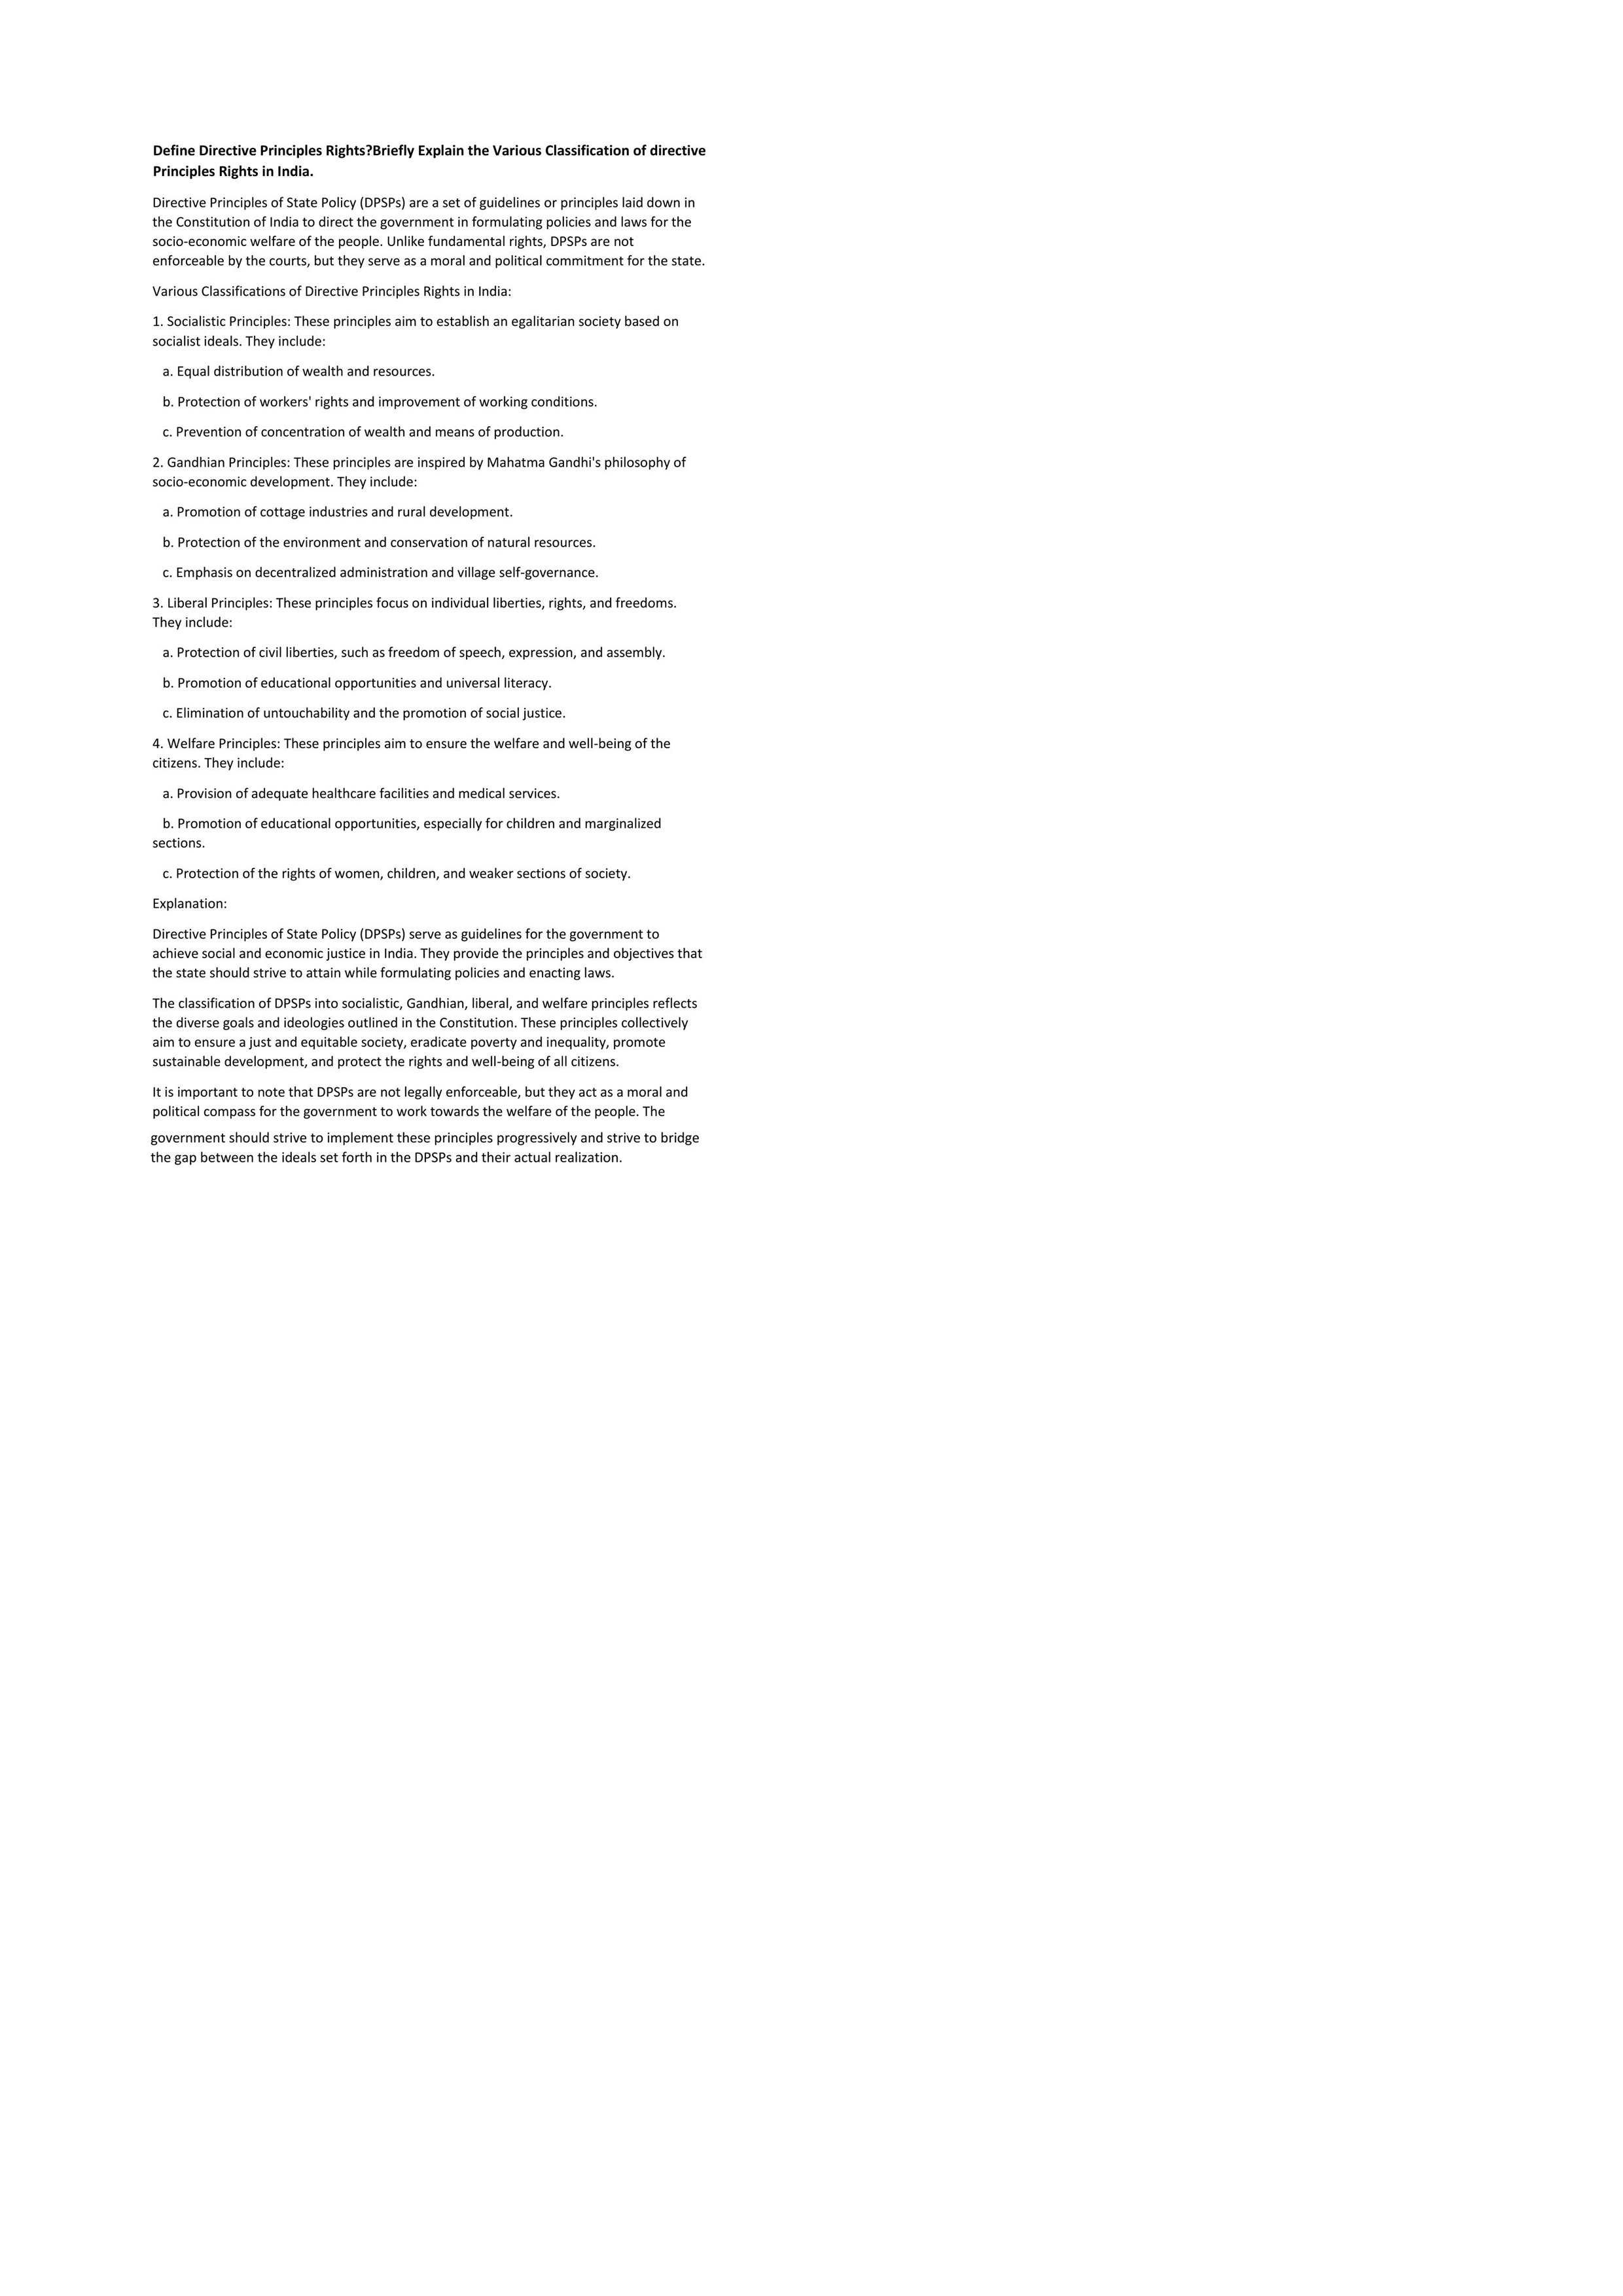 Define Directive Principles Rights?Briefly Explain the Various Classification of directive
Principles Rights in India.
Directive Principles of State Policy (DPSPs) are a set of guidelines or principles laid down in
the Constitution of India to direct the government in formulating policies and laws for the
socio-economic welfare of the people. Unlike fundamental rights, DPSPs are not
enforceable by the courts, but they serve as a moral and political commitment for the state.
Various Classifications of Directive Principles Rights in India:
1. Socialistic Principles: These principles aim to establish an egalitarian society based on
socialist ideals. They include:
a. Equal distribution of wealth and resources.
b. Protection of workers' rights and improvement of working conditions.
c. Prevention of concentration of wealth and means of production.
2. Gandhian Principles: These principles are inspired by Mahatma Gandhi's philosophy of
socio-economic development. They include:
a. Promotion of cottage industries and rural development.
b. Protection of the environment and conservation of natural resources.
c. Emphasis on decentralized administration and village self-governance.
3. Liberal Principles: These principles focus on individual liberties, rights, and freedoms.
They include:
a. Protection of civil liberties, such as freedom of speech, expression, and assembly.
b. Promotion of educational opportunities and universal literacy.
c. Elimination of untouchability and the promotion of social justice.
4. Welfare Principles: These principles aim to ensure the welfare and well-being of the
citizens. They include:
a. Provision of adequate healthcare facilities and medical services.
b. Promotion of educational opportunities, especially for children and marginalized
sections.
c. Protection of the rights of women, children, and weaker sections of society.
Explanation:
Directive Principles of State Policy (DPSPs) serve as guidelines for the government to
achieve social and economic justice in India. They provide the principles and objectives that
the state should strive to attain while formulating policies and enacting laws.
The classification of DPSPs into socialistic, Gandhian, liberal, and welfare principles reflects
the diverse goals and ideologies outlined in the Constitution. These principles collectively
aim to ensure a just and equitable society, eradicate poverty and inequality, promote
sustainable development, and protect the rights and well-being of all citizens.
It is important to note that DPSPs are not legally enforceable, but they act as a moral and
political compass for the government to work towards the welfare of the people. The
government should strive to implement these principles progressively and strive to bridge
the gap between the ideals set forth in the DPSPs and their actual realization.